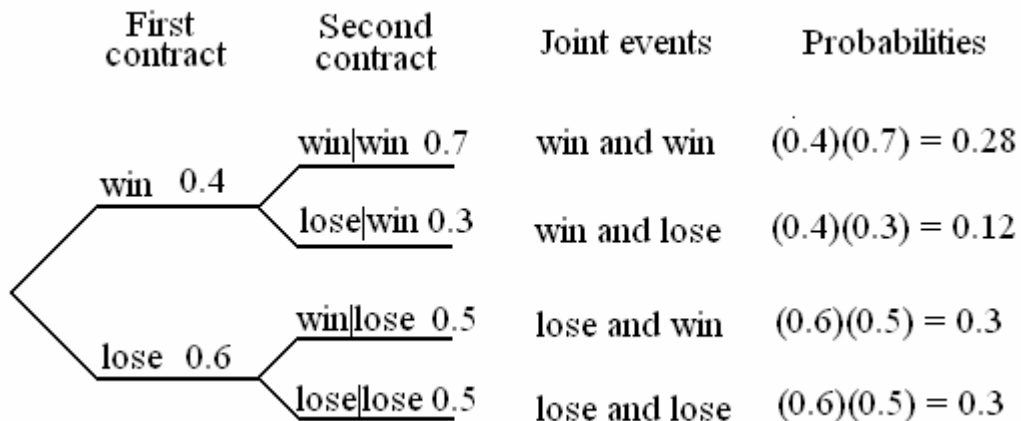 First contract
Second contract
Joint events
Probabilities
win|win 0.7
win and win
(0.4)(0.7) = 0.28
win 0.4
lose|win 0.3
win and lose
(0.4)(0.3) = 0.12
win|lose 0.5
lose and win
(0.6)(0.5) = 0.3
lose 0.6
lose|lose 0.5
lose and lose
(0.6)(0.5) = 0.3